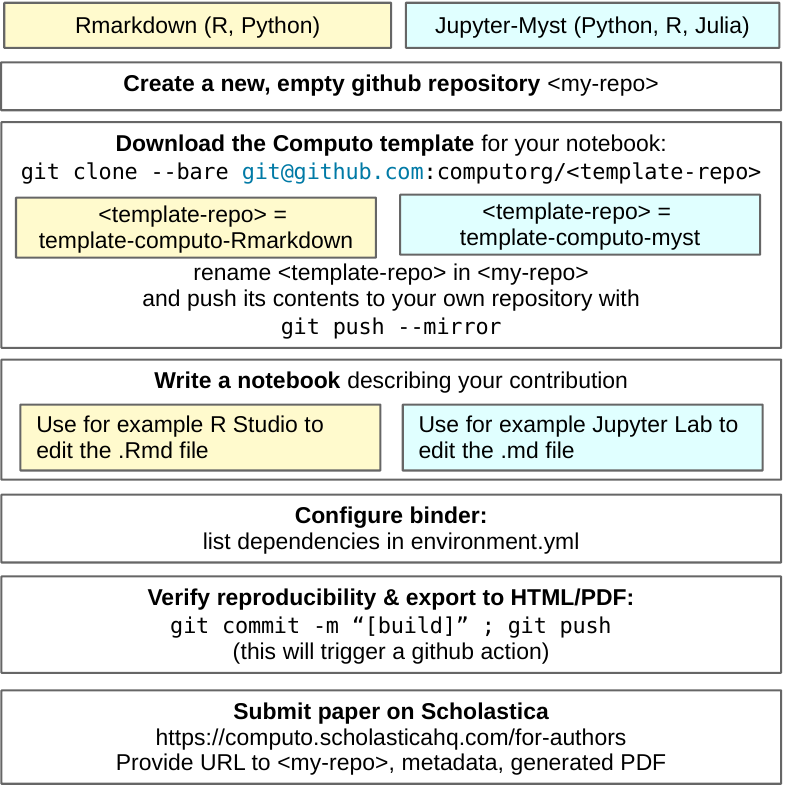 Rmarkdown (R, Python)
Jupyter-Myst (Python, R, Julia)
Create a new, empty github repository <my-repo>
Download the Computo template for your notebook:
git clone --bare git@github.com:computorg/<template-repo>
<template-repo> =
template-computo-Rmarkdown
<template-repo> =
template-computo-myst
rename <template-repo> in <my-repo>
and push its contents to your own repository with
git push --mirror
Write a notebook describing your contribution
Use for example R Studio to
edit the .Rmd file
Use for example Jupyter Lab to
edit the .md file
Configure binder:
list dependencies in environment.yml
Verify reproducibility & export to HTML/PDF:
git commit -m “[build]” ; git push
(this will trigger a github action)
Submit paper on Scholastica
https://computo.scholasticahq.com/for-authors
Provide URL to <my-repo>, metadata, generated PDF